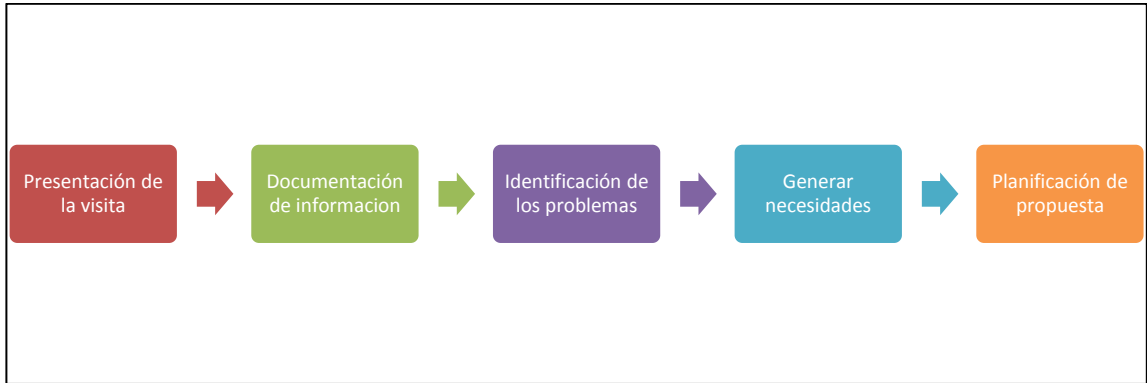 Presentación de
la visita
Documentación
de informacion
Identificación de
los problemas
Generar
necesidades
Planificación de
propuesta